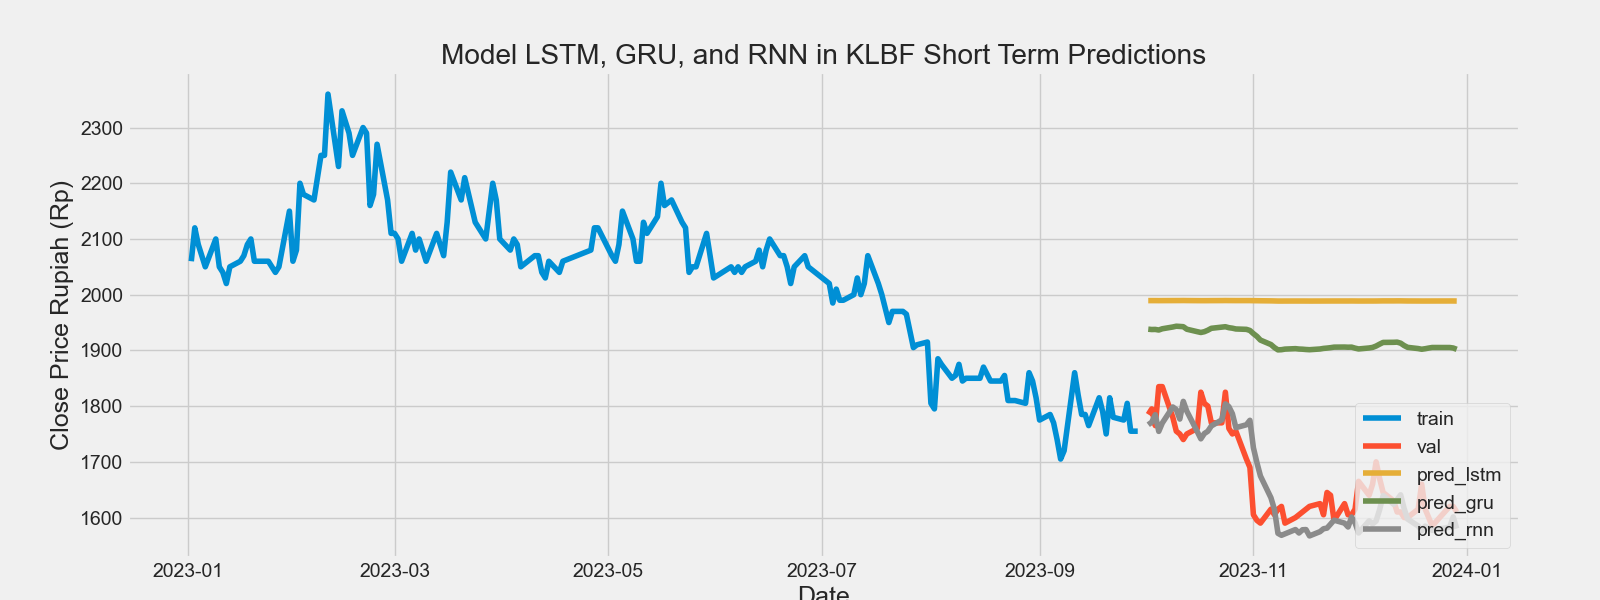 Model LSTM, GRU, and RNN in KLBF Short Term Predictions
Close Price Rupiah (Rp)
2300
2200
2100
2000
1900
1800
1700
1600
train
val
pred_lstm
pred_gru
pred_rnn
2023-01 2023-03 2023-05 2023-07 2023-09 2023-11 2024-01
Date